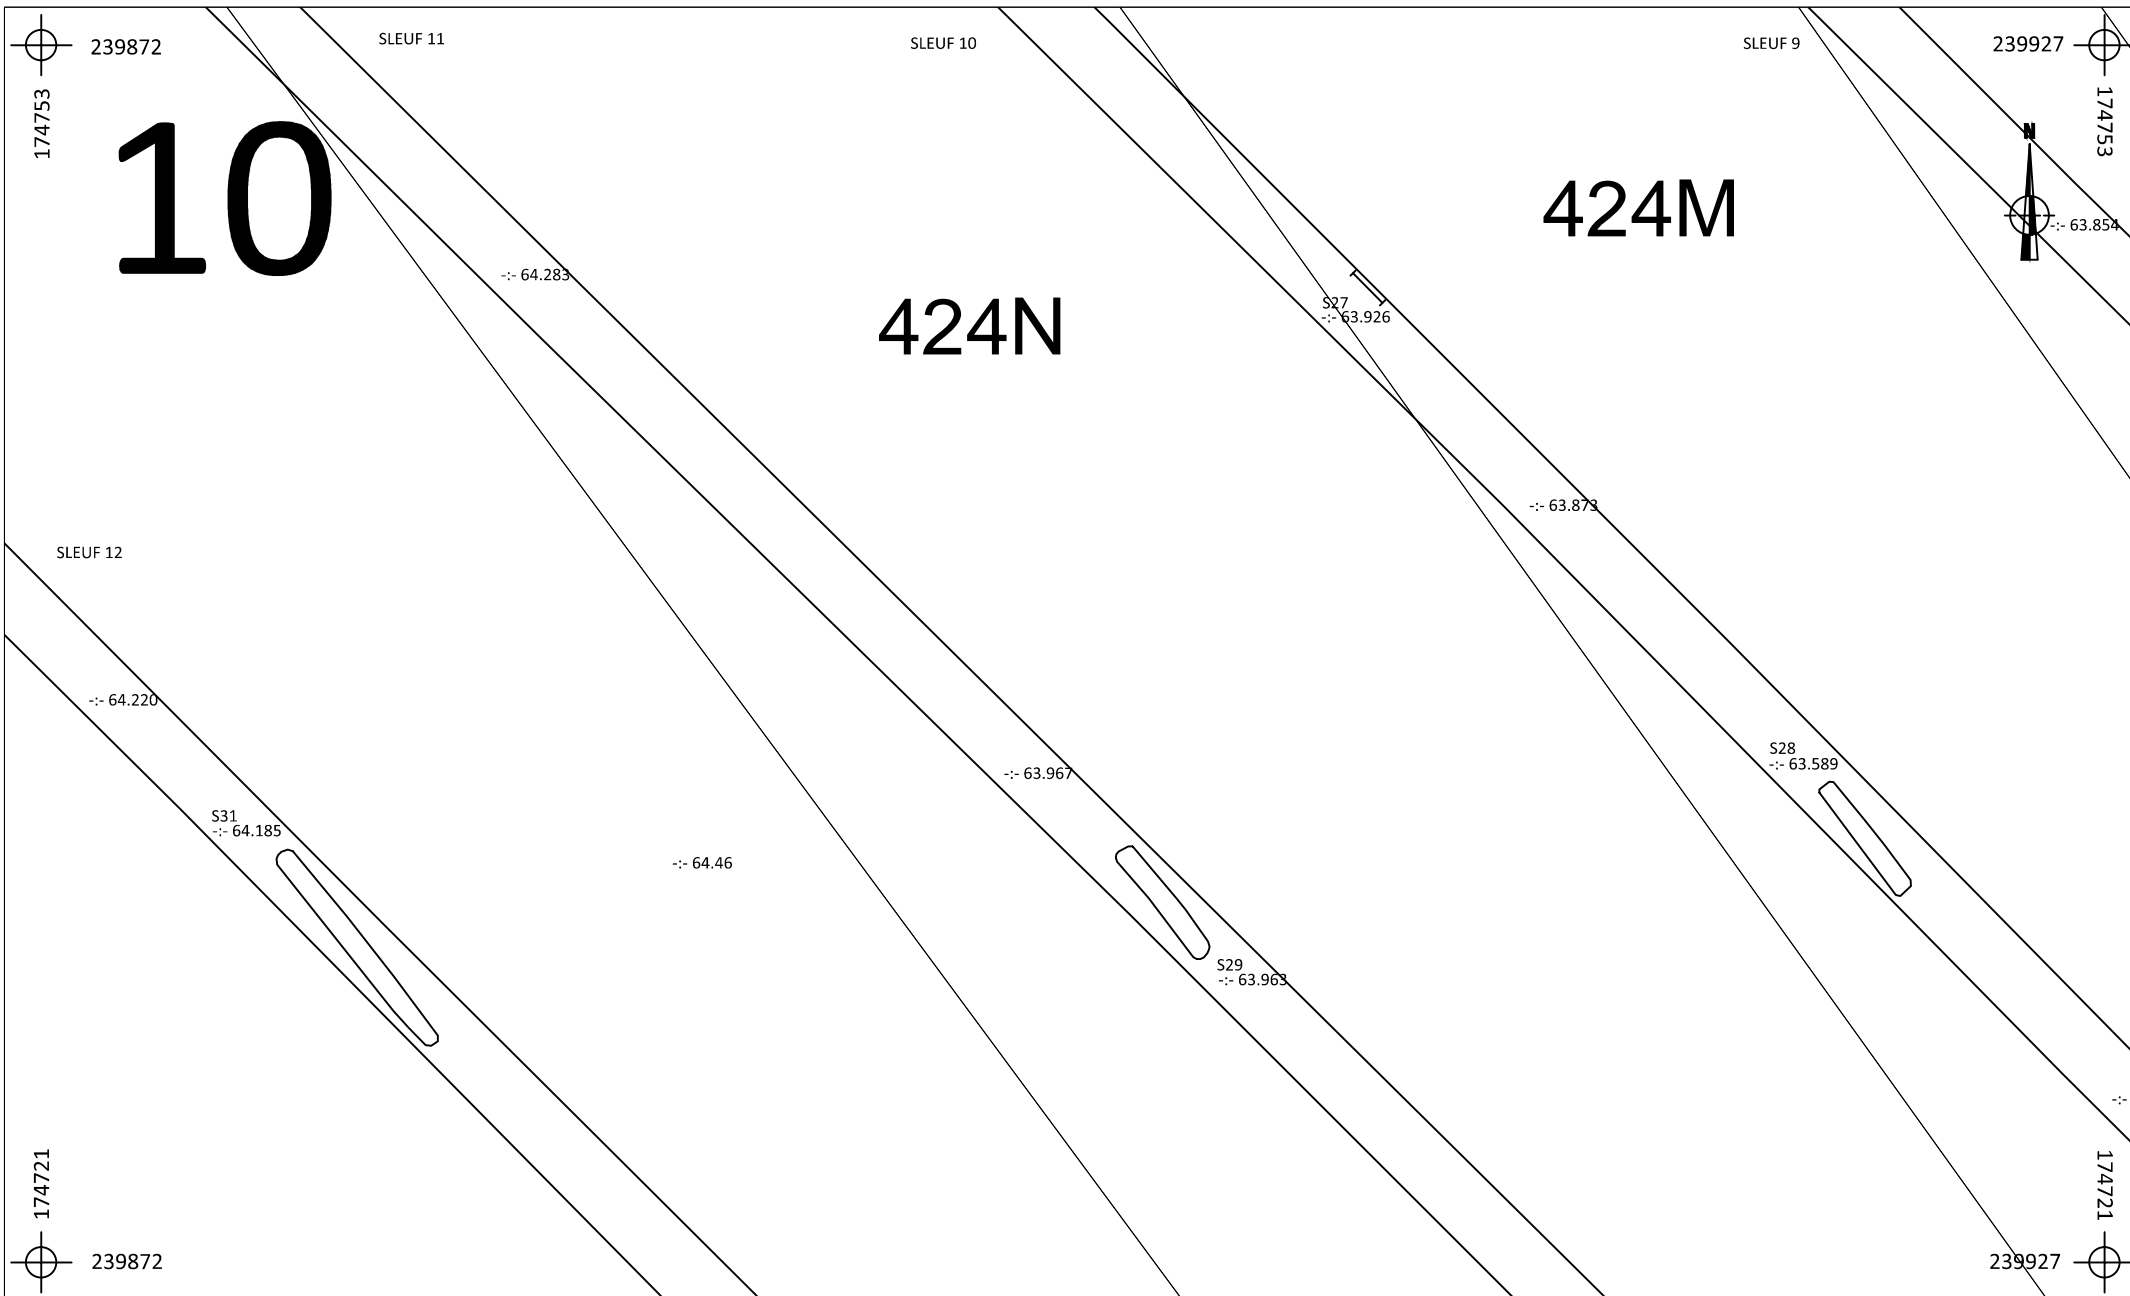 239872
SLEUF 11
SLEUF 10
SLEUF 9
239927
174753
174753
10
N
424M
424N
-:- 63.854
-:- 64.283
S27
-:- 63.926
-:- 63.873
SLEUF 12
-:- 64.220
S28
-:- 63.589
-:- 63.967
S31
-:- 64.185
-:- 64.46
S29
-:- 63.963
-:-
174721
174721
239872
239927